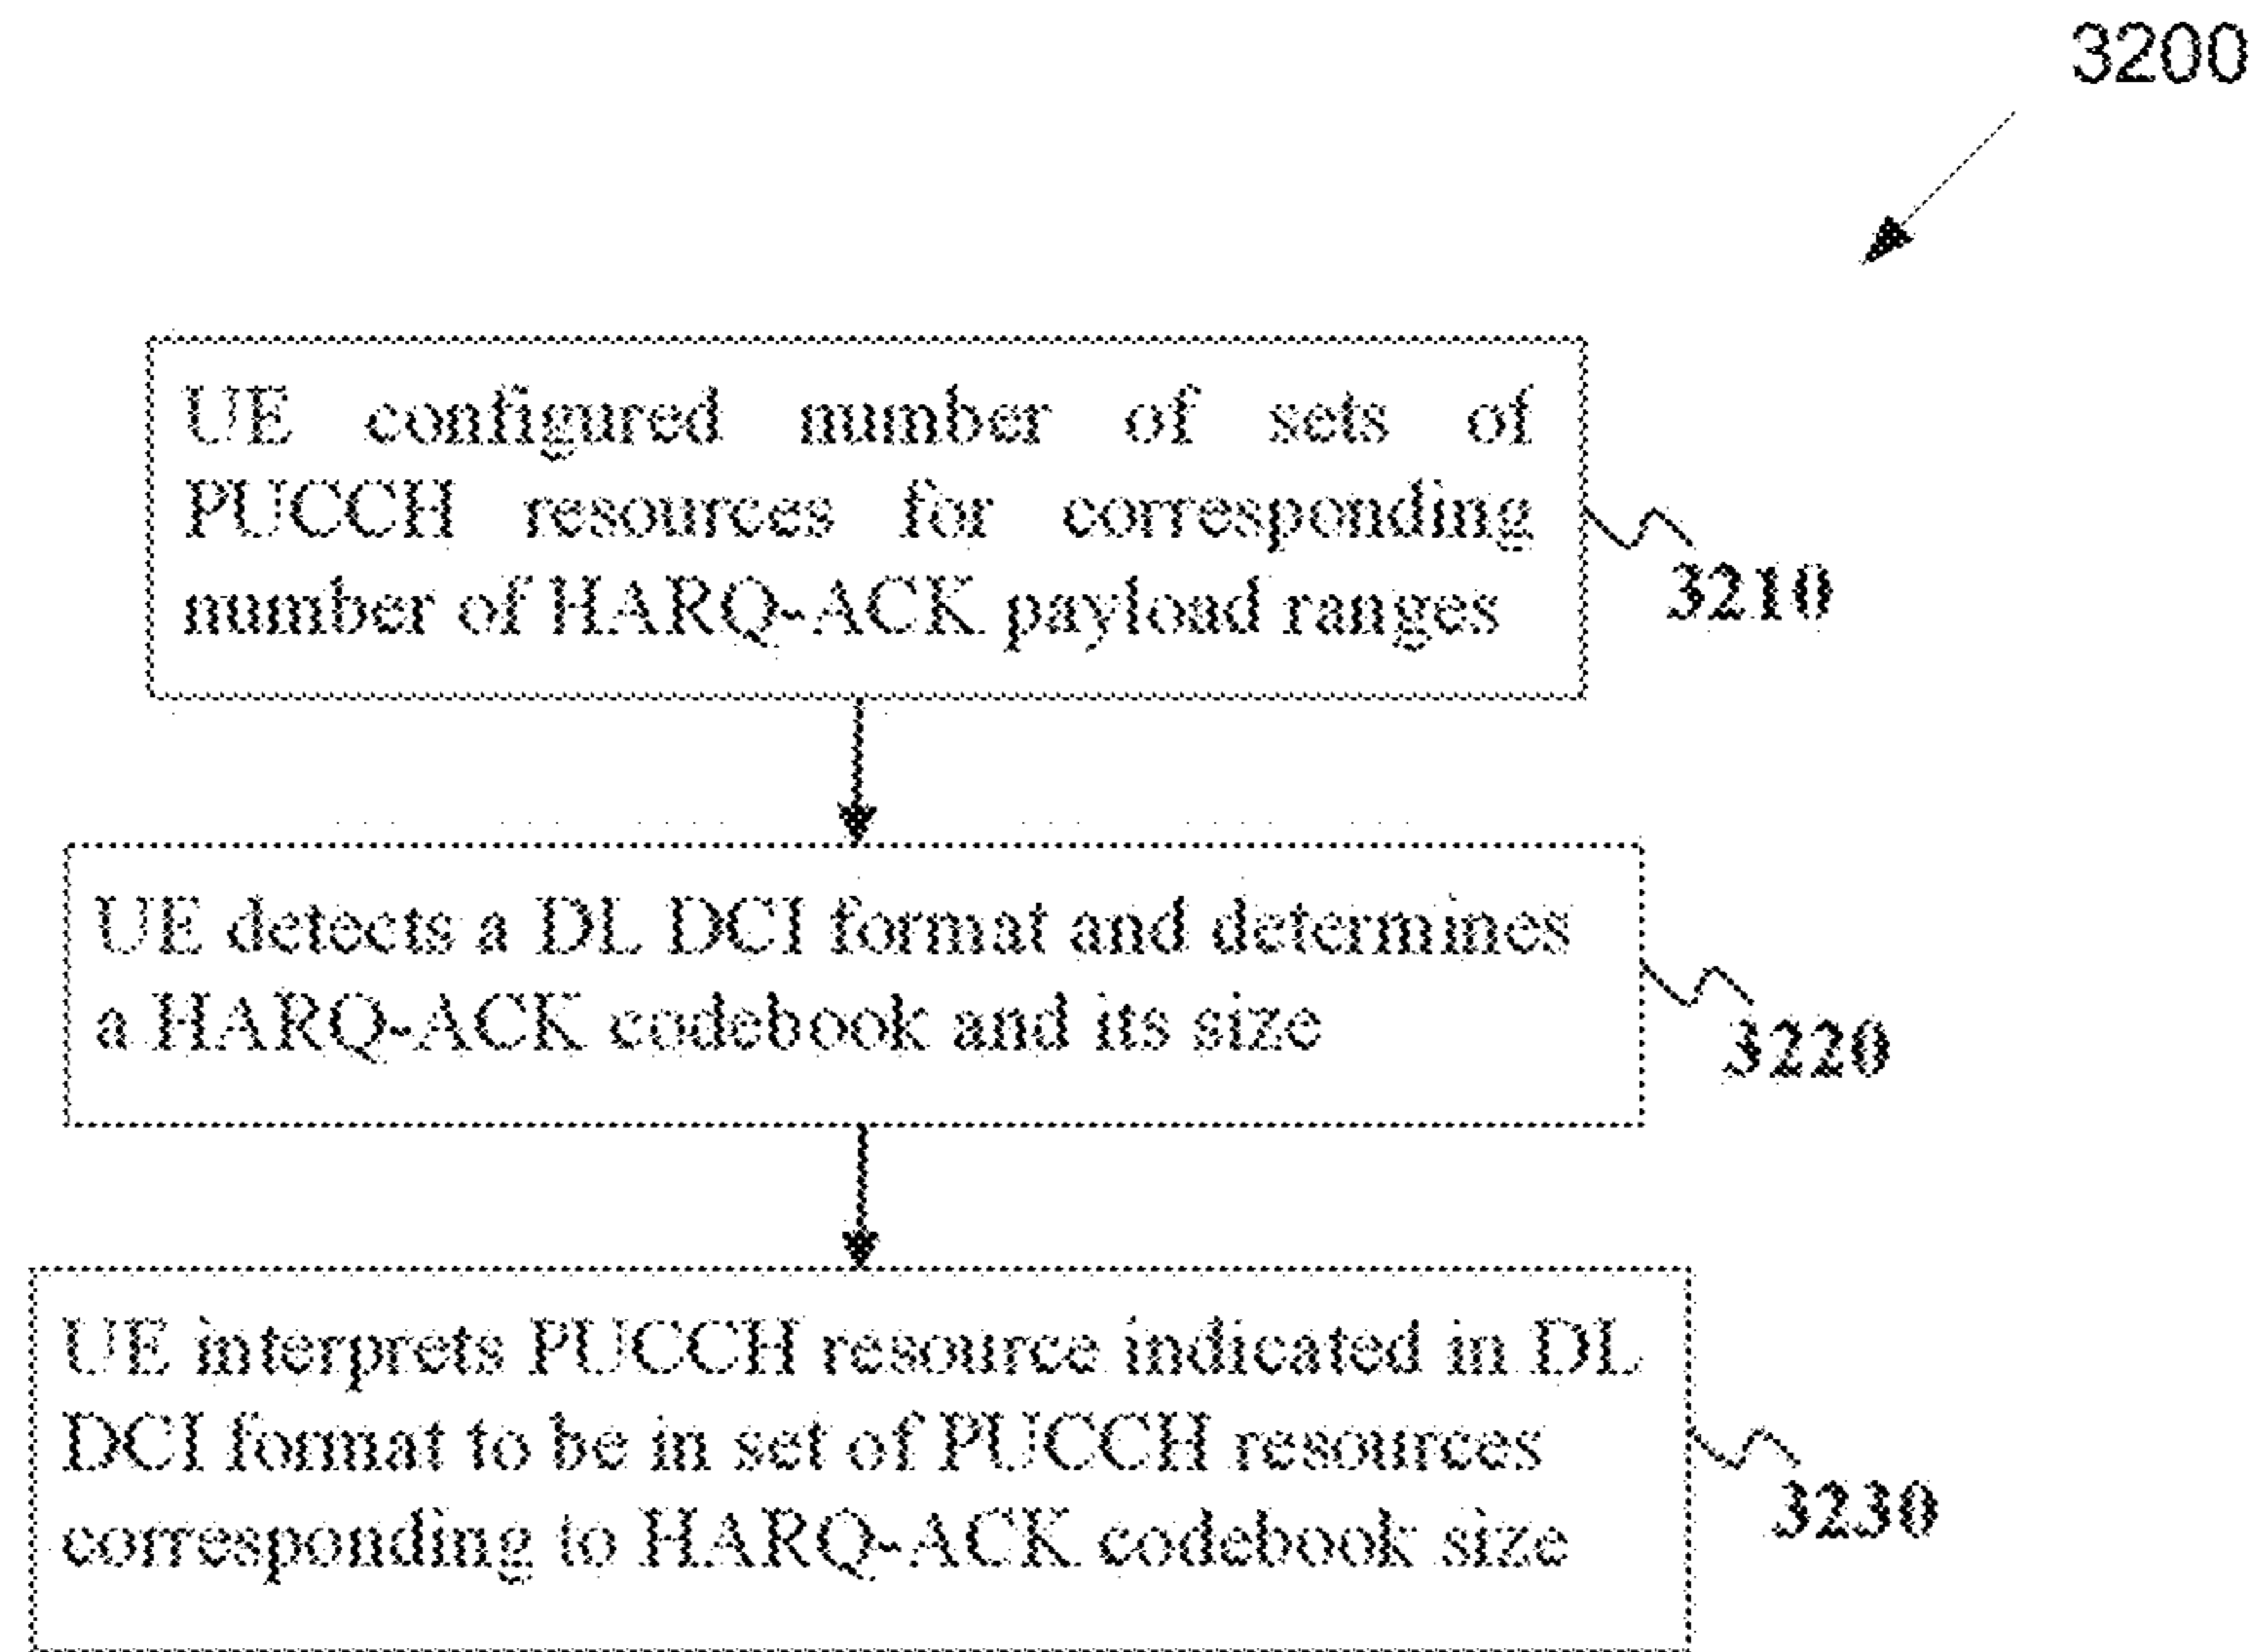 3200
UE configured number of sets of
PUCCH resources for corresponding
number of HARQ-ACK payload ranges
3210
UE detects a DL DCI format and determines
a HARQ-ACK codebook and its size
3220
UE interprets PUCCH resource indicated in DL
DCI format to be in set of PUCCH resources
corresponding to HARQ-ACK codebook size
3230